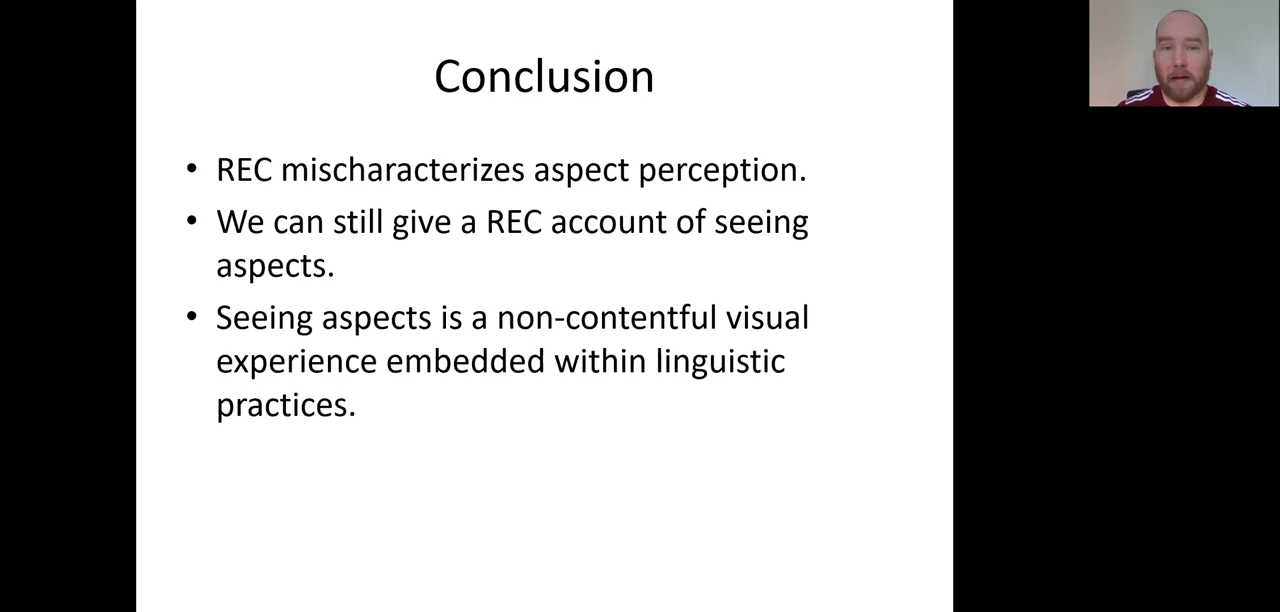 Conclusion
• REC mischaracterizes aspect perception.
• We can still give a REC account of seeing
aspects.
• Seeing aspects is a non-contentful visual
experience embedded within linguistic
practices.